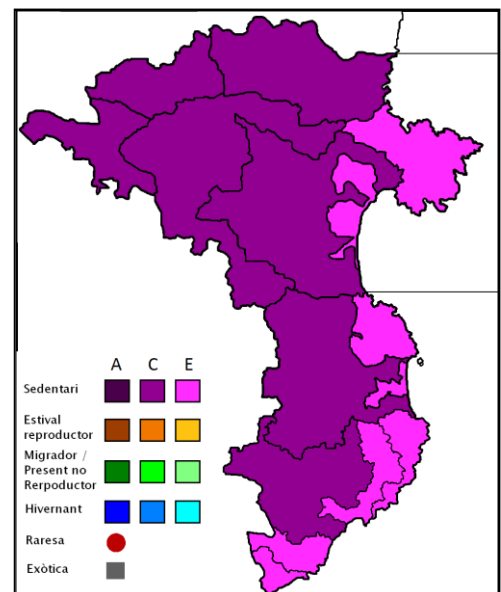 A C E
Sedentari
Estival
reproductor
Migrador /
Present no
Rerpoductor
Hivernant
Raresa
Exòtica